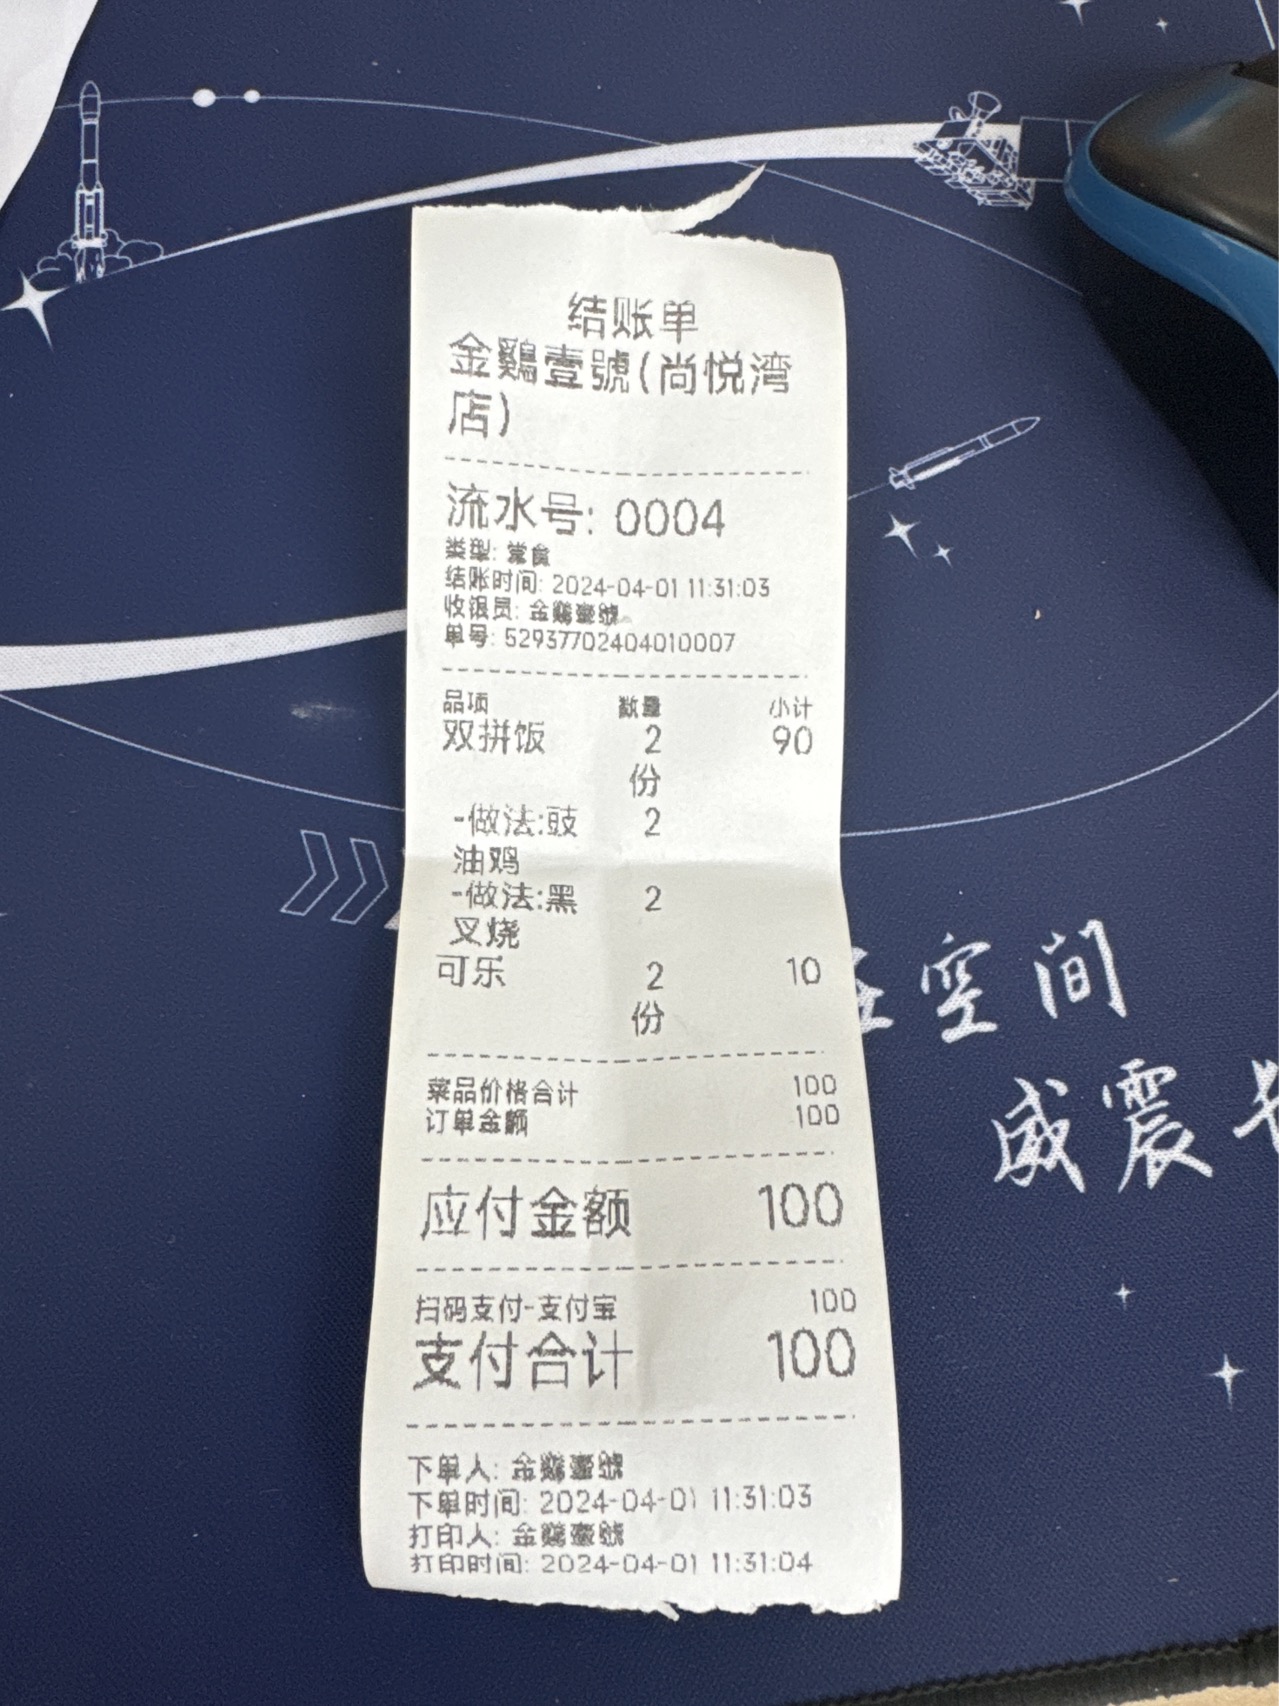 结账单
金鷄壹號(尚悦湾
店)
流水号: 0004
类型: 堂食
结账时间: 2024-04-01 11:31:03
收银员: 金鷄壹號
单号: 52937702404010007
品项 数量 小计
双拼饭 2 90
份
-做法:豉 2
油鸡
-做法:黑 2
叉烧
可乐 2 10
份
菜品价格合计 100
订单金额 100
应付金额 100
扫码支付-支付宝 100
支付合计 100
下单人: 金鷄壹號
下单时间: 2024-04-01 11:31:03
打印人: 金鷄壹號
打印时间: 2024-04-01 11:31:04
空间
威震